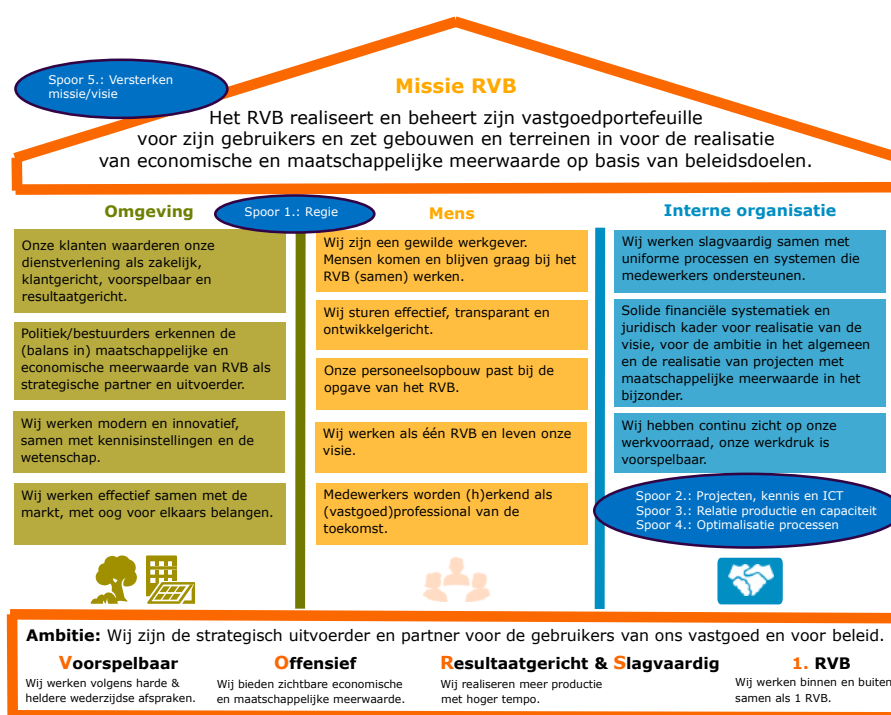 Spoor 5.: Versterken
missie/visie
Missie RVB
Het RVB realiseert en beheert zijn vastgoedportefeuille
voor zijn gebruikers en zet gebouwen en terreinen in voor de realisatie
van economische en maatschappelijke meerwaarde op basis van beleidsdoelen.
Omgeving
Spoor 1.: Regie
Mens
Interne organisatie
Onze klanten waarderen onze
dienstverlening als zakelijk,
klantgericht, voorspelbaar en
resultaatgericht.
Politiek/bestuurders erkennen de
(balans in) maatschappelijke en
economische meerwaarde van RVB als
strategische partner en uitvoerder.
Wij werken modern en innovatief,
samen met kennisinstellingen en de
wetenschap.
Wij werken effectief samen met de
markt, met oog voor elkaars belangen.
Wij zijn een gewilde werkgever.
Mensen komen en blijven graag bij het
RVB (samen) werken.
Wij sturen effectief, transparant en
ontwikkelgericht.
Onze personeelsopbouw past bij de
opgave van het RVB.
Wij werken als één RVB en leven onze
visie.
Medewerkers worden (h)erkend als
(vastgoed)professional van de
toekomst.
Wij werken slagvaardig samen met
uniforme processen en systemen die
medewerkers ondersteunen.
Solide financiële systematiek en
juridisch kader voor realisatie van de
visie, voor de ambitie in het algemeen
en de realisatie van projecten met
maatschappelijke meerwaarde in het
bijzonder.
Wij hebben continu zicht op onze
werkvoorraad, onze werkdruk is
voorspelbaar.
Spoor 2.: Projecten, kennis en ICT
Spoor 3.: Relatie productie en capaciteit
Spoor 4.: Optimalisatie processen
Ambitie: Wij zijn de strategisch uitvoerder en partner voor de gebruikers van ons vastgoed en voor beleid.
Voorspelbaar
Wij werken volgens harde &
heldere wederzijdse afspraken.
Offensief
Wij bieden zichtbare economische
en maatschappelijke meerwaarde.
Resultaatgericht & Slagvaardig
Wij realiseren meer productie
met hoger tempo.
1. RVB
Wij werken binnen en buiten
samen als 1 RVB.